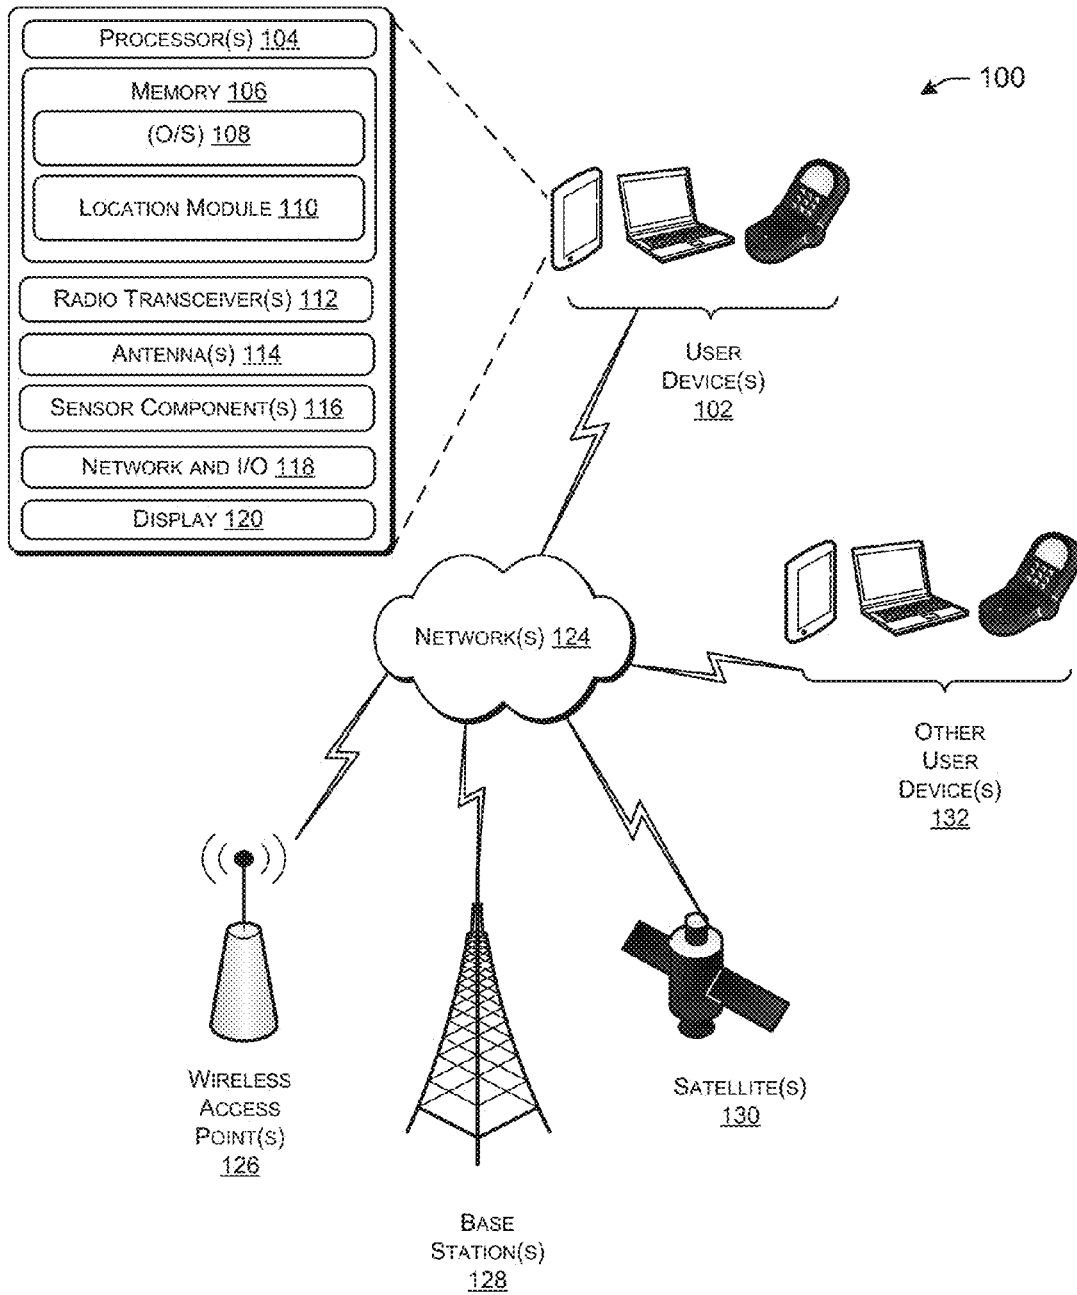 PROCESSOR(S) 104
MEMORY 106
(O/S) 108
LOCATION MODULE 110
RADIO TRANSCEIVER(S) 112
ANTENNA(S) 114
SENSOR COMPONENT(S) 116
NETWORK AND I/O 118
DISPLAY 120
100
USER
DEVICE(S)
102
NETWORK(S) 124
OTHER
USER
DEVICE(S)
132
WIRELESS
ACCESS
POINT(S)
126
BASE
STATION(S)
128
SATELLITE(S)
130